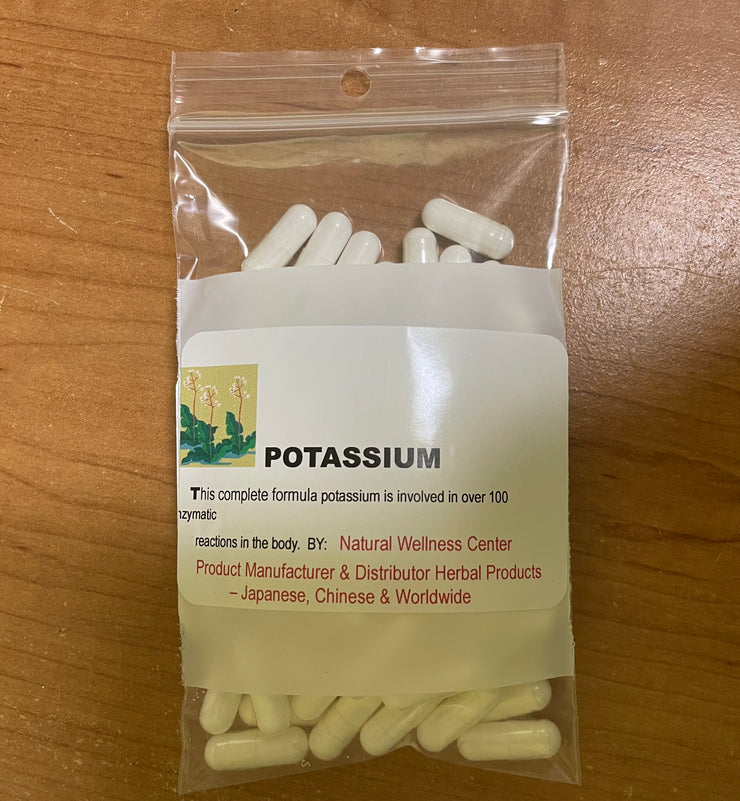 POTASSIUM
This complete formula potassium is involved in over 100
nzymatic
reactions in the body. BY: Natural Wellness Center
Product Manufacturer & Distributor Herbal Products
– Japanese, Chinese & Worldwide